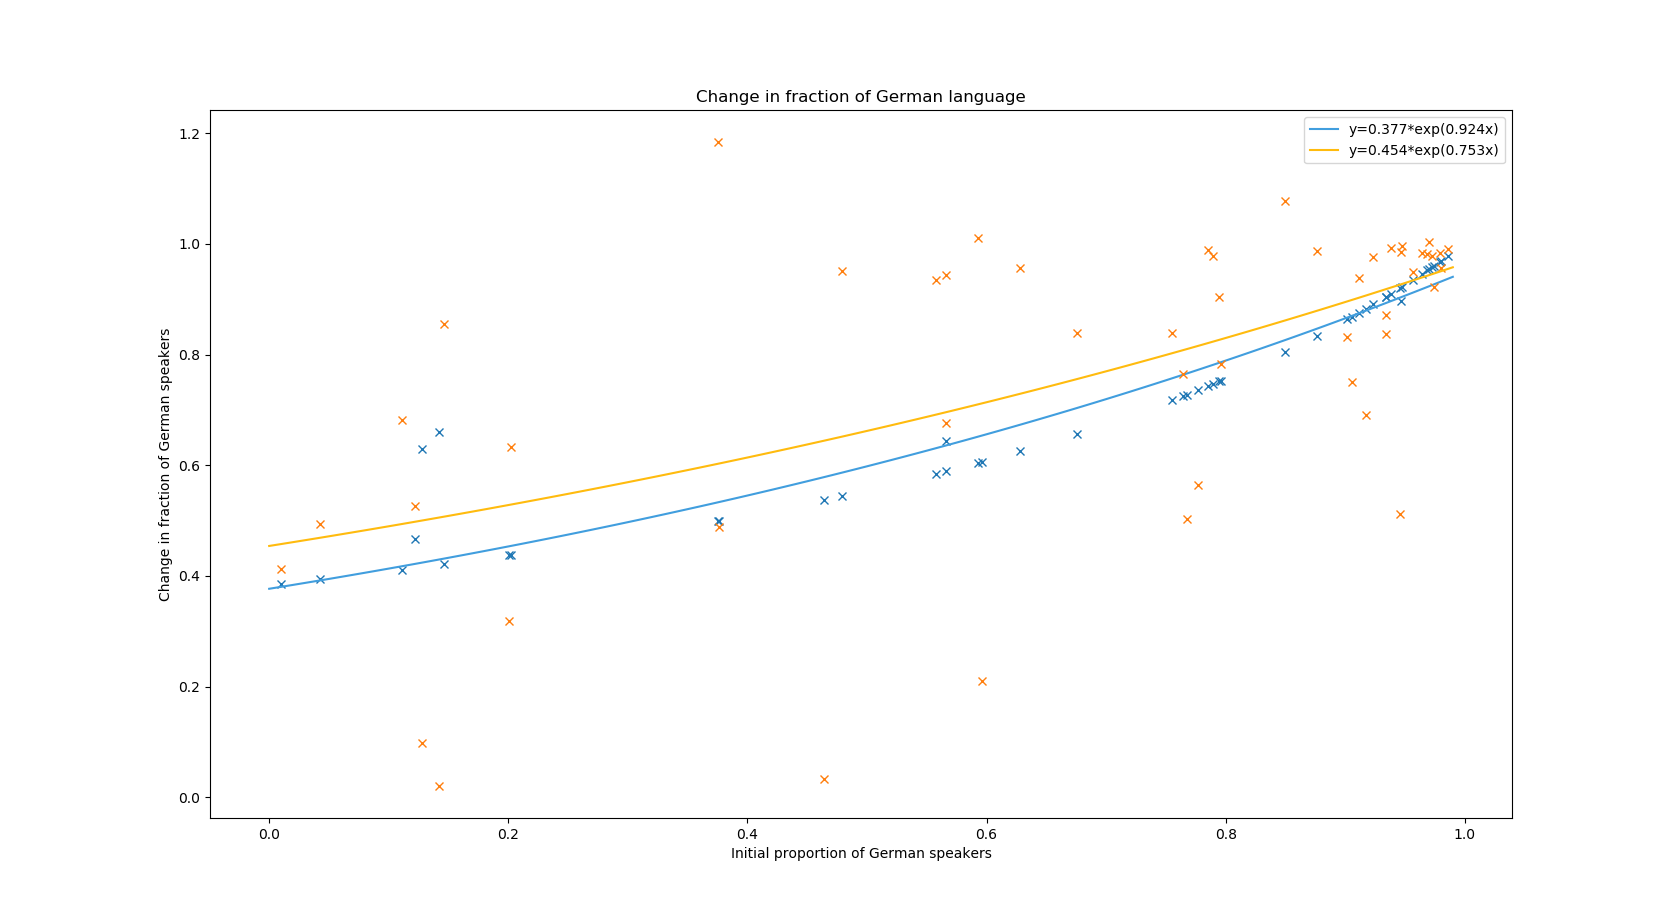 Change in fraction of German language
y=0.377*exp(0.924x)
y=0.454*exp(0.753x)
Change in fraction of German speakers
1.2
1.0
0.8
0.6
0.4
0.2
0.0
0.0 0.2 0.4 0.6 0.8 1.0
Initial proportion of German speakers